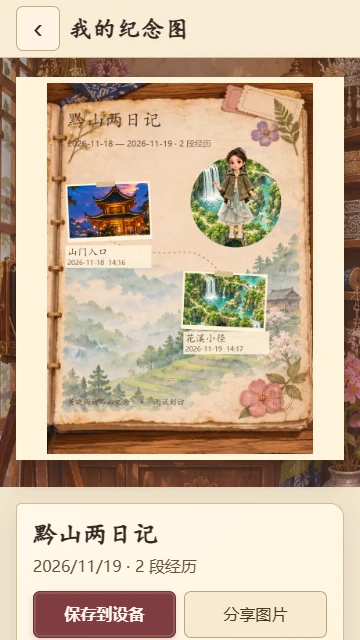 ‹ 我的纪念图
黔山两日记
2026-11-18 — 2026-11-19 · 2 段经历
山门入口
2026-11-18 14:16
花溪小径
2026-11-19 14:17
黔山两日记
2026/11/19 · 2 段经历
保存到设备
分享图片